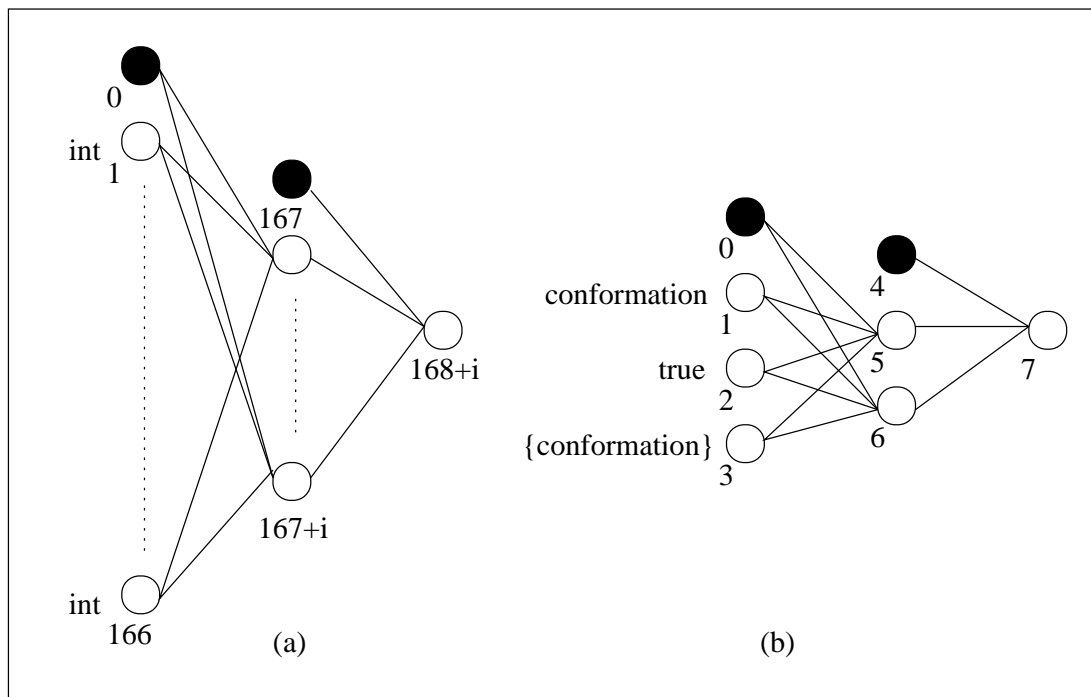 0
int
1
167
int
166
167+i
168+i
(a)
0
conformation
1
true
2
{conformation}
3
4
5
6
7
(b)